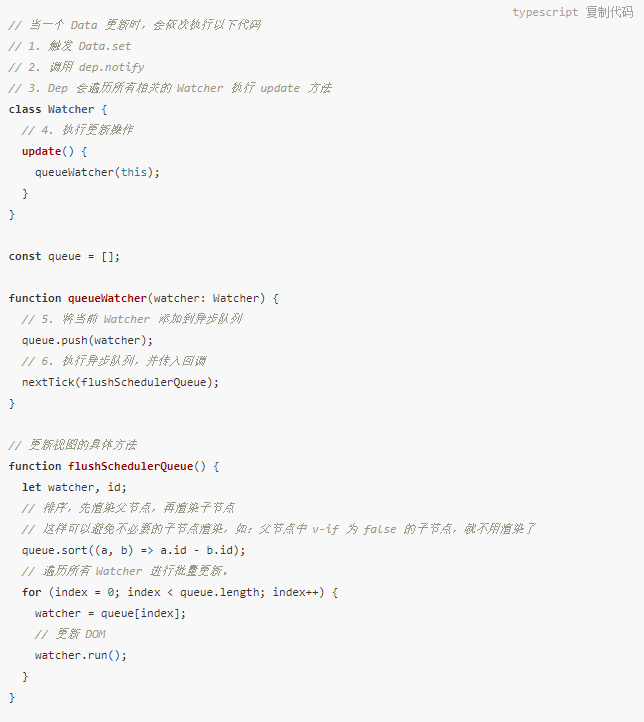 typescript 复制代码
// 当一个 Data 更新时，会依次执行以下代码
// 1. 触发 Data.set
// 2. 调用 dep.notify
// 3. Dep 会遍历所有相关的 Watcher 执行 update 方法
class Watcher {
  // 4. 执行更新操作
  update() {
    queueWatcher(this);
  }
}

const queue = [];

function queueWatcher(watcher: Watcher) {
  // 5. 将当前 Watcher 添加到异步队列
  queue.push(watcher);
  // 6. 执行异步队列，并传入回调
  nextTick(flushSchedulerQueue);
}

// 更新视图的具体方法
function flushSchedulerQueue() {
  let watcher, id;
  // 排序，先渲染父节点，再渲染子节点
  // 这样可以避免不必要的子节点渲染，如：父节点中 v-if 为 false 的子节点，就不用渲染了
  queue.sort((a, b) => a.id - b.id);
  // 遍历所有 Watcher 进行批量更新。
  for (index = 0; index < queue.length; index++) {
    watcher = queue[index];
    // 更新 DOM
    watcher.run();
  }
}